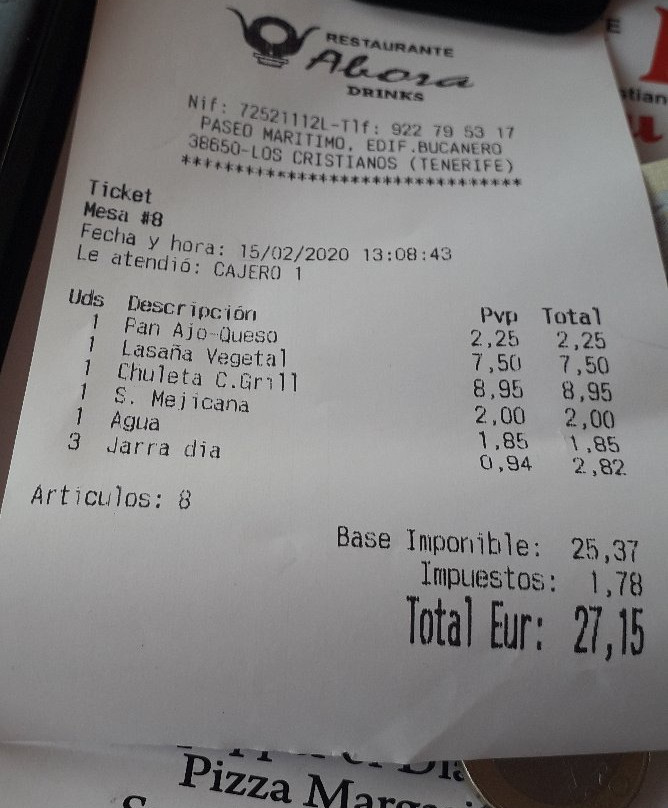 RESTAURANTE
Abora
DRINKS
Nif: 72521112L-Tlf: 922 79 53 17
PASEO MARITIMO, EDIF.BUCANERO
38650-LOS CRISTIANOS (TENERIFE)
********************************
Ticket
Mesa #8
Fecha y hora: 15/02/2020 13:08:43
Le atendió: CAJERO 1
Uds Descripción Pvp Total
1 Pan Ajo-Queso 2,25 2,25
1 Lasaña Vegetal 7,50 7,50
1 Chuleta C.Grill 8,95 8,95
1 S. Mejicana 2,00 2,00
1 Agua 1,85 1,85
3 Jarra dia 0,94 2,82
Articulos: 8
Base Imponible: 25,37
Impuestos: 1,78
Total Eur: 27,15
Pizza